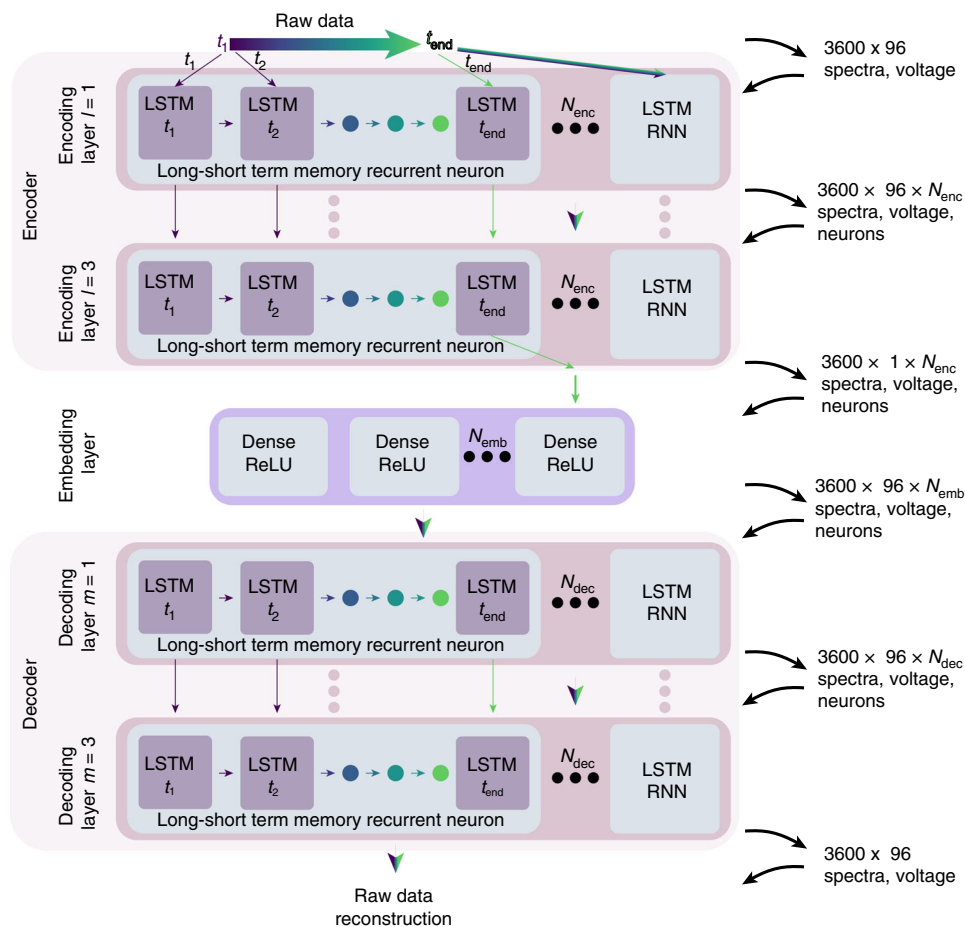 Raw data
t1
tend
t1
t2
tend
3600 x 96
spectra, voltage
Encoder
Encoding
layer l = 1
LSTM
t1
LSTM
t2
LSTM
tend
Nenc
LSTM
RNN
Long-short term memory recurrent neuron
3600 × 96 × Nenc
spectra, voltage,
neurons
Encoding
layer l = 3
LSTM
t1
LSTM
t2
LSTM
tend
Nenc
LSTM
RNN
Long-short term memory recurrent neuron
3600 × 1 × Nenc
spectra, voltage,
neurons
Embedding
layer
Dense
ReLU
Dense
ReLU
Nemb
Dense
ReLU
3600 × 96 × Nemb
spectra, voltage,
neurons
Decoder
Decoding
layer m = 1
LSTM
t1
LSTM
t2
LSTM
tend
Ndec
LSTM
RNN
Long-short term memory recurrent neuron
3600 × 96 × Ndec
spectra, voltage,
neurons
Decoding
layer m = 3
LSTM
t1
LSTM
t2
LSTM
tend
Ndec
LSTM
RNN
Long-short term memory recurrent neuron
3600 x 96
spectra, voltage
Raw data
reconstruction